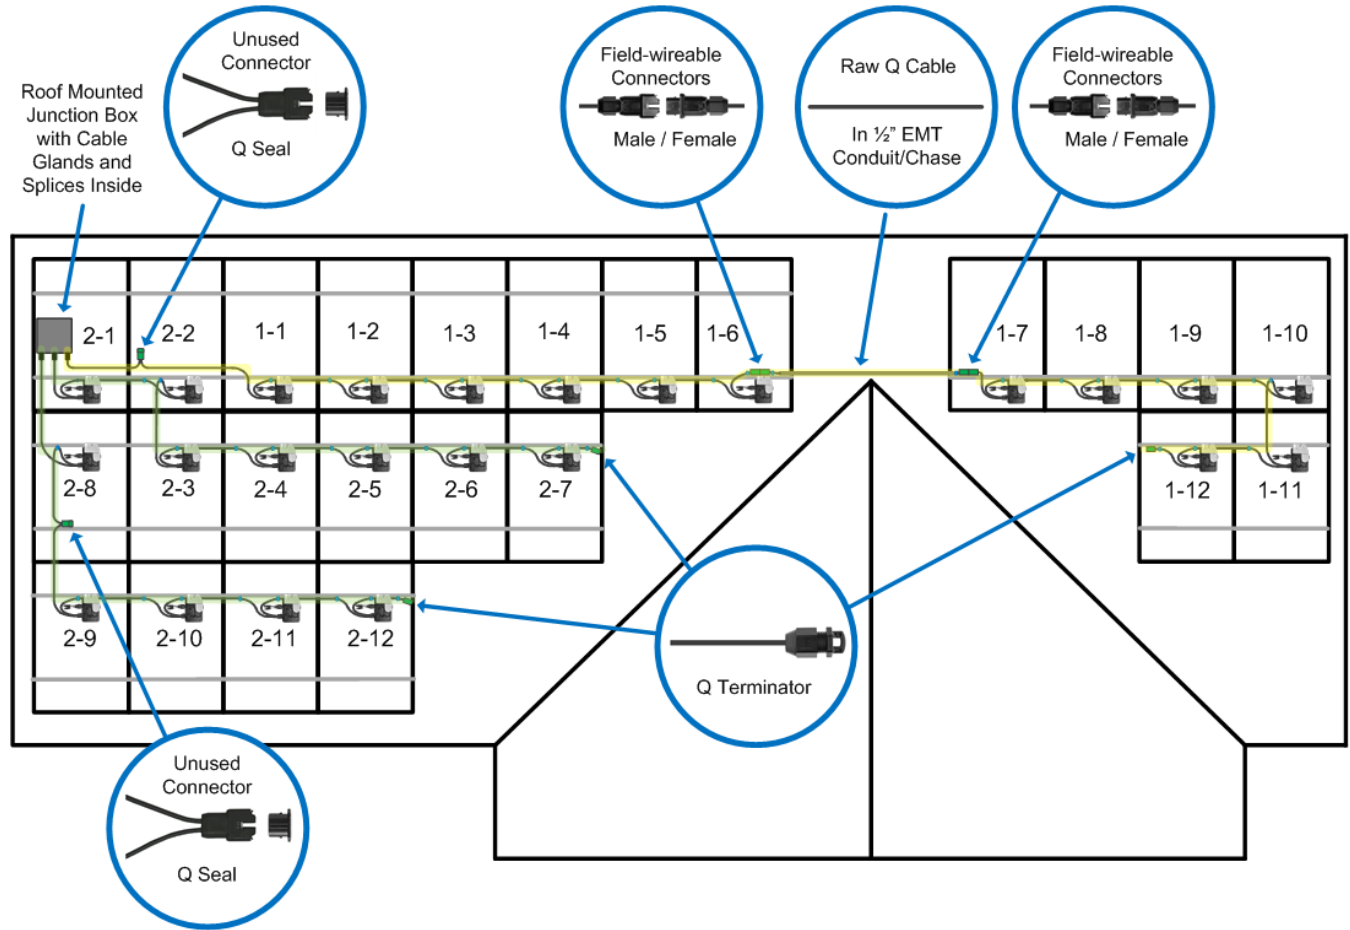 Unused
Connector
Q Seal
Roof Mounted
Junction Box
with Cable
Glands and
Splices Inside
Field-wireable
Connectors
Male / Female
Raw Q Cable
In ½” EMT
Conduit/Chase
Field-wireable
Connectors
Male / Female
2-1
2-2
1-1
1-2
1-3
1-4
1-5
1-6
1-7
1-8
1-9
1-10
2-8
2-3
2-4
2-5
2-6
2-7
1-12
1-11
2-9
2-10
2-11
2-12
Q Terminator
Unused
Connector
Q Seal